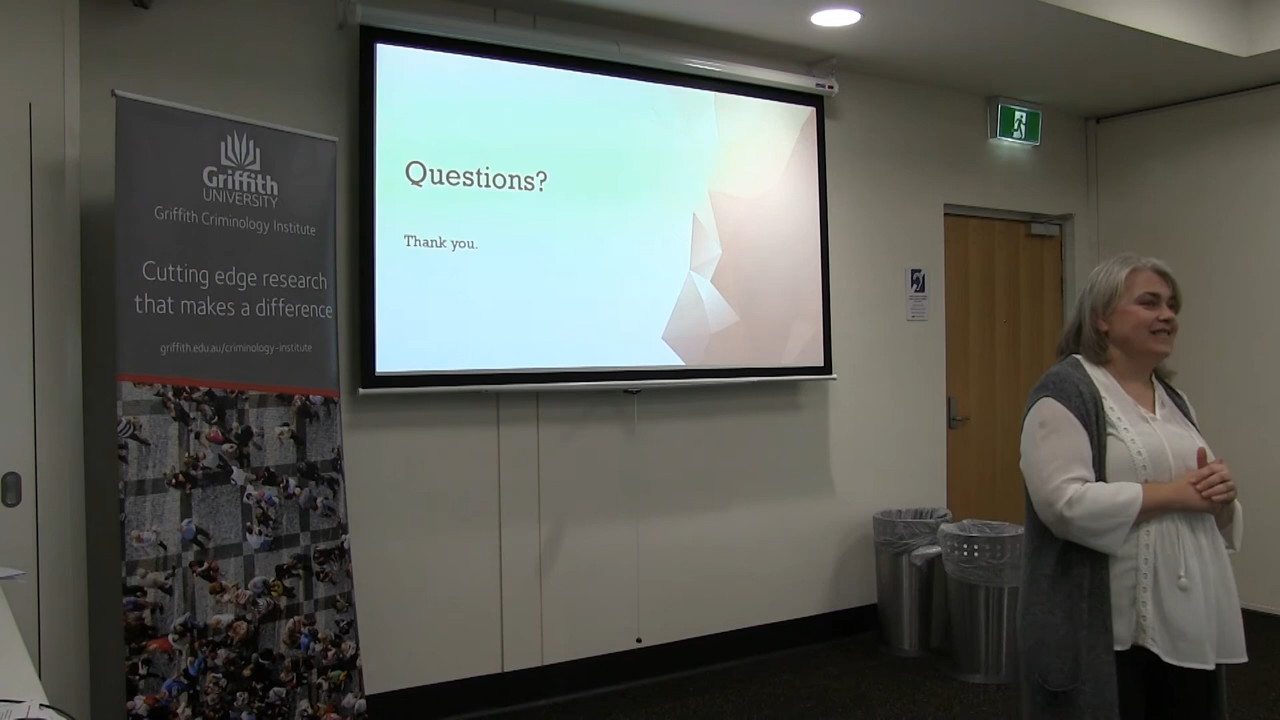 Griffith
UNIVERSITY
Griffith Criminology Institute
Cutting edge research
that makes a difference
griffith.edu.au/criminology-institute
Questions?
Thank you.